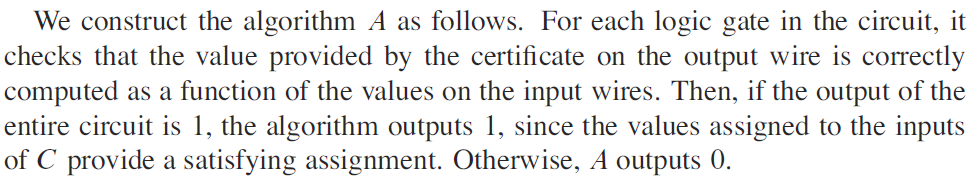 We construct the algorithm A as follows. For each logic gate in the circuit, it
checks that the value provided by the certificate on the output wire is correctly
computed as a function of the values on the input wires. Then, if the output of the
entire circuit is 1, the algorithm outputs 1, since the values assigned to the inputs
of C provide a satisfying assignment. Otherwise, A outputs 0.